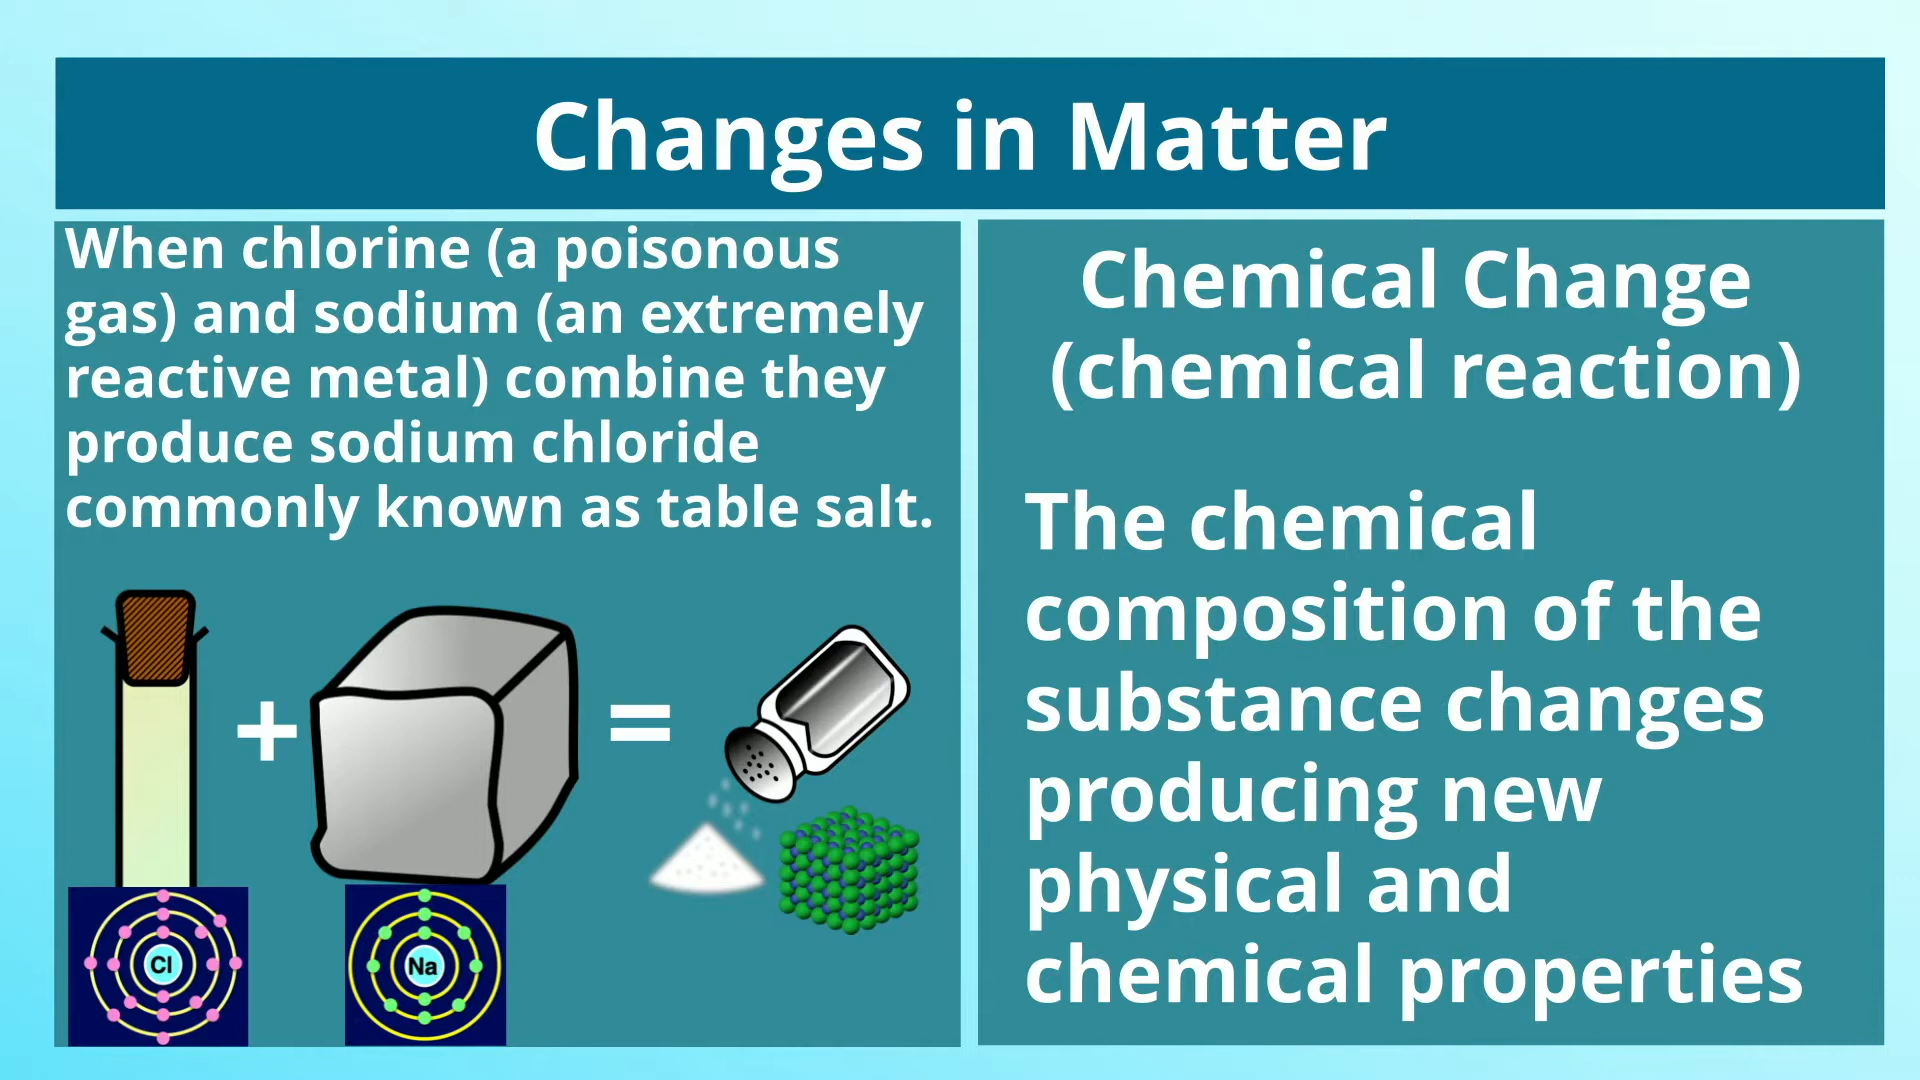 Changes in Matter
When chlorine (a poisonous
gas) and sodium (an extremely
reactive metal) combine they
produce sodium chloride
commonly known as table salt.
+
=
Cl
Na
Chemical Change
(chemical reaction)
The chemical
composition of the
substance changes
producing new
physical and
chemical properties